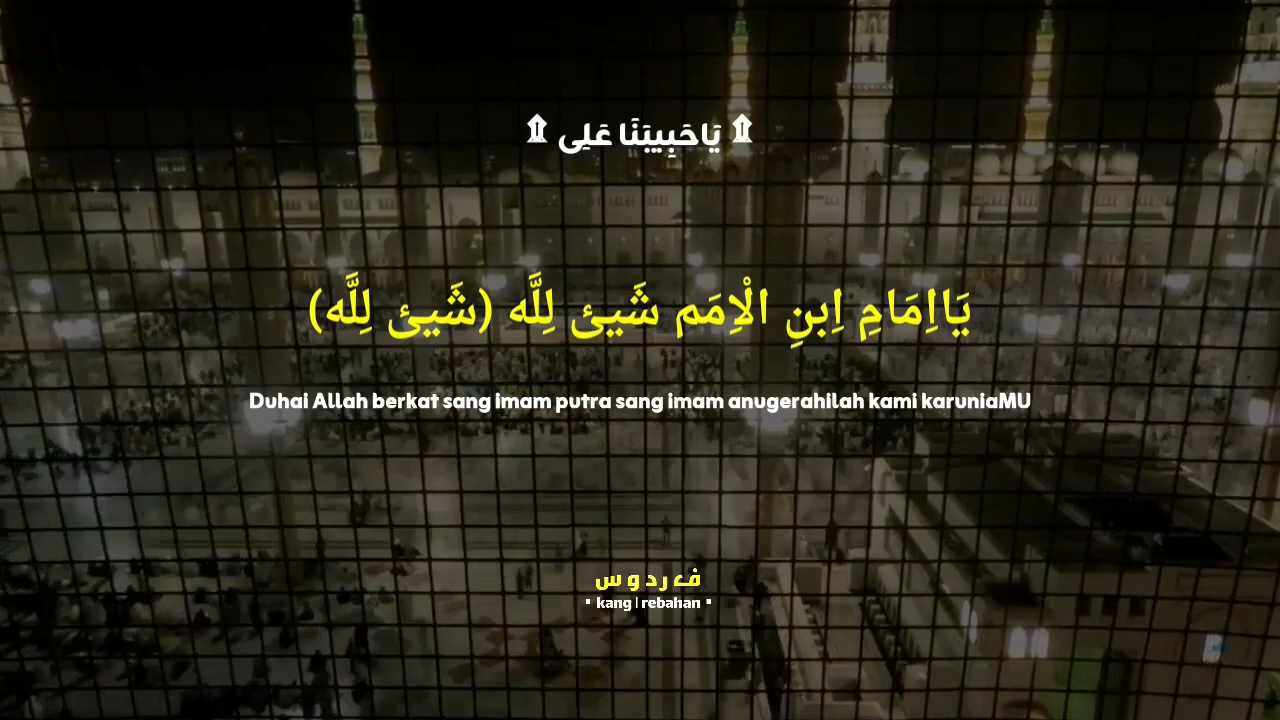 ۩ يَاحَبِيبَنَا عَلِى ۩
يَااِمَامِ اِبنِ الْاِمَم شَيئ لِلَّه (شَيئ لِلَّه)
Duhai Allah berkat sang imam putra sang imam anugerahilah kami karuniaMU
فردوس
▪ kang | rebahan ▪